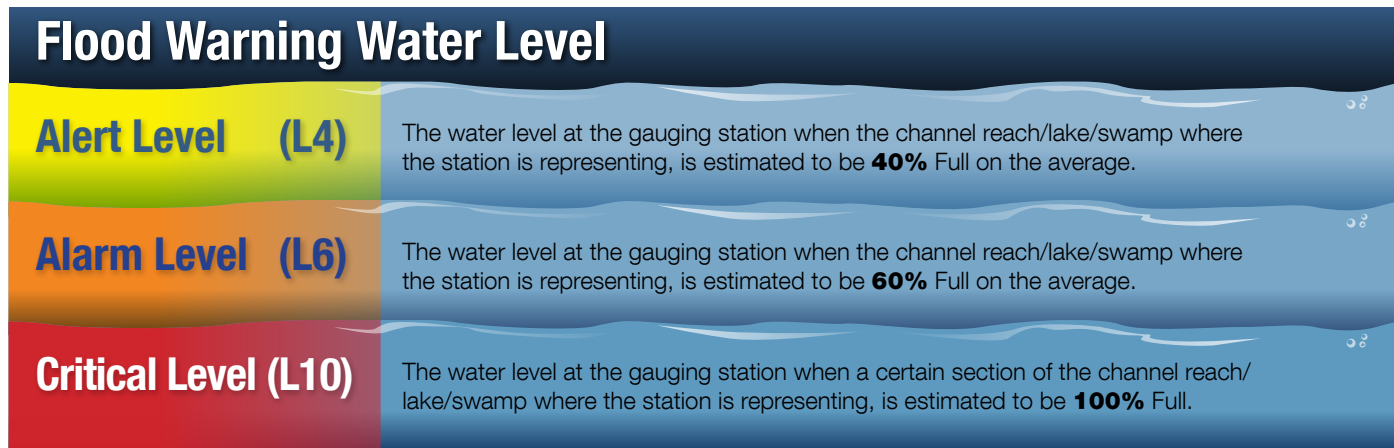 Flood Warning Water Level
Alert Level (L4)
The water level at the gauging station when the channel reach/lake/swamp where
the station is representing, is estimated to be 40% Full on the average.
Alarm Level (L6)
The water level at the gauging station when the channel reach/lake/swamp where
the station is representing, is estimated to be 60% Full on the average.
Critical Level (L10)
The water level at the gauging station when a certain section of the channel reach/
lake/swamp where the station is representing, is estimated to be 100% Full.